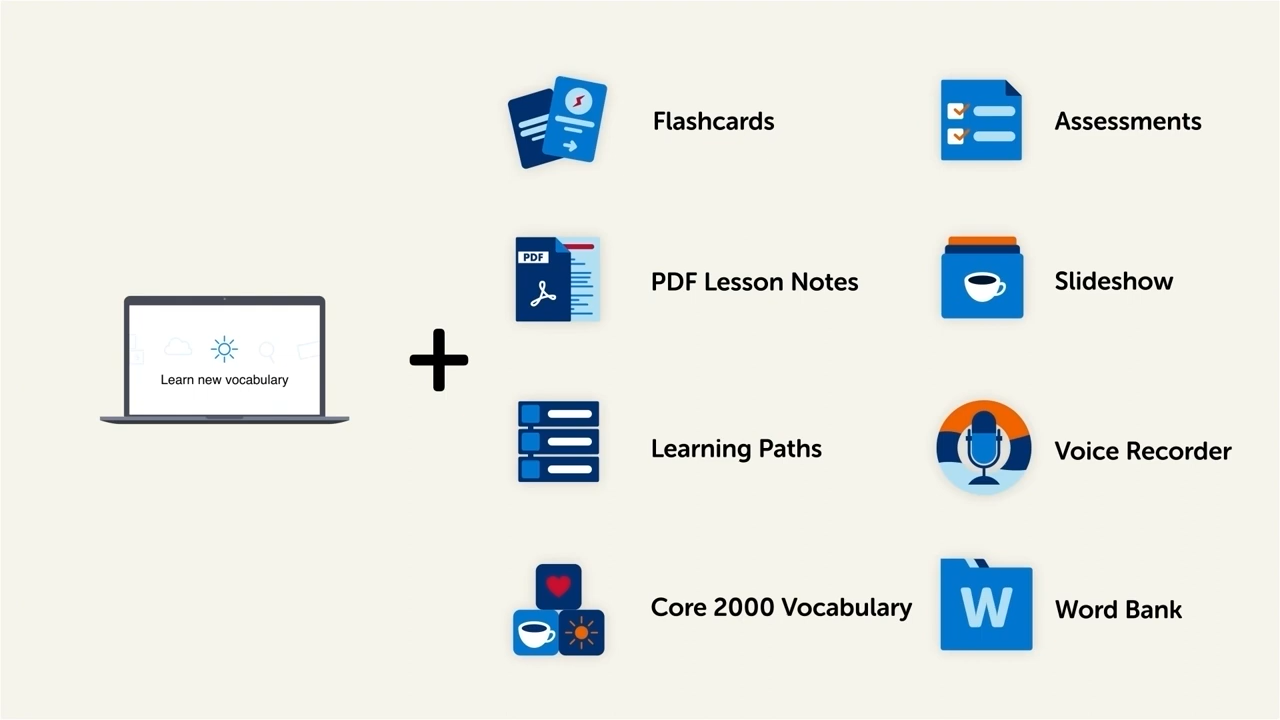 Learn new vocabulary
Flashcards
PDF
PDF Lesson Notes
Learning Paths
Core 2000 Vocabulary
Assessments
Slideshow
Voice Recorder
W
Word Bank